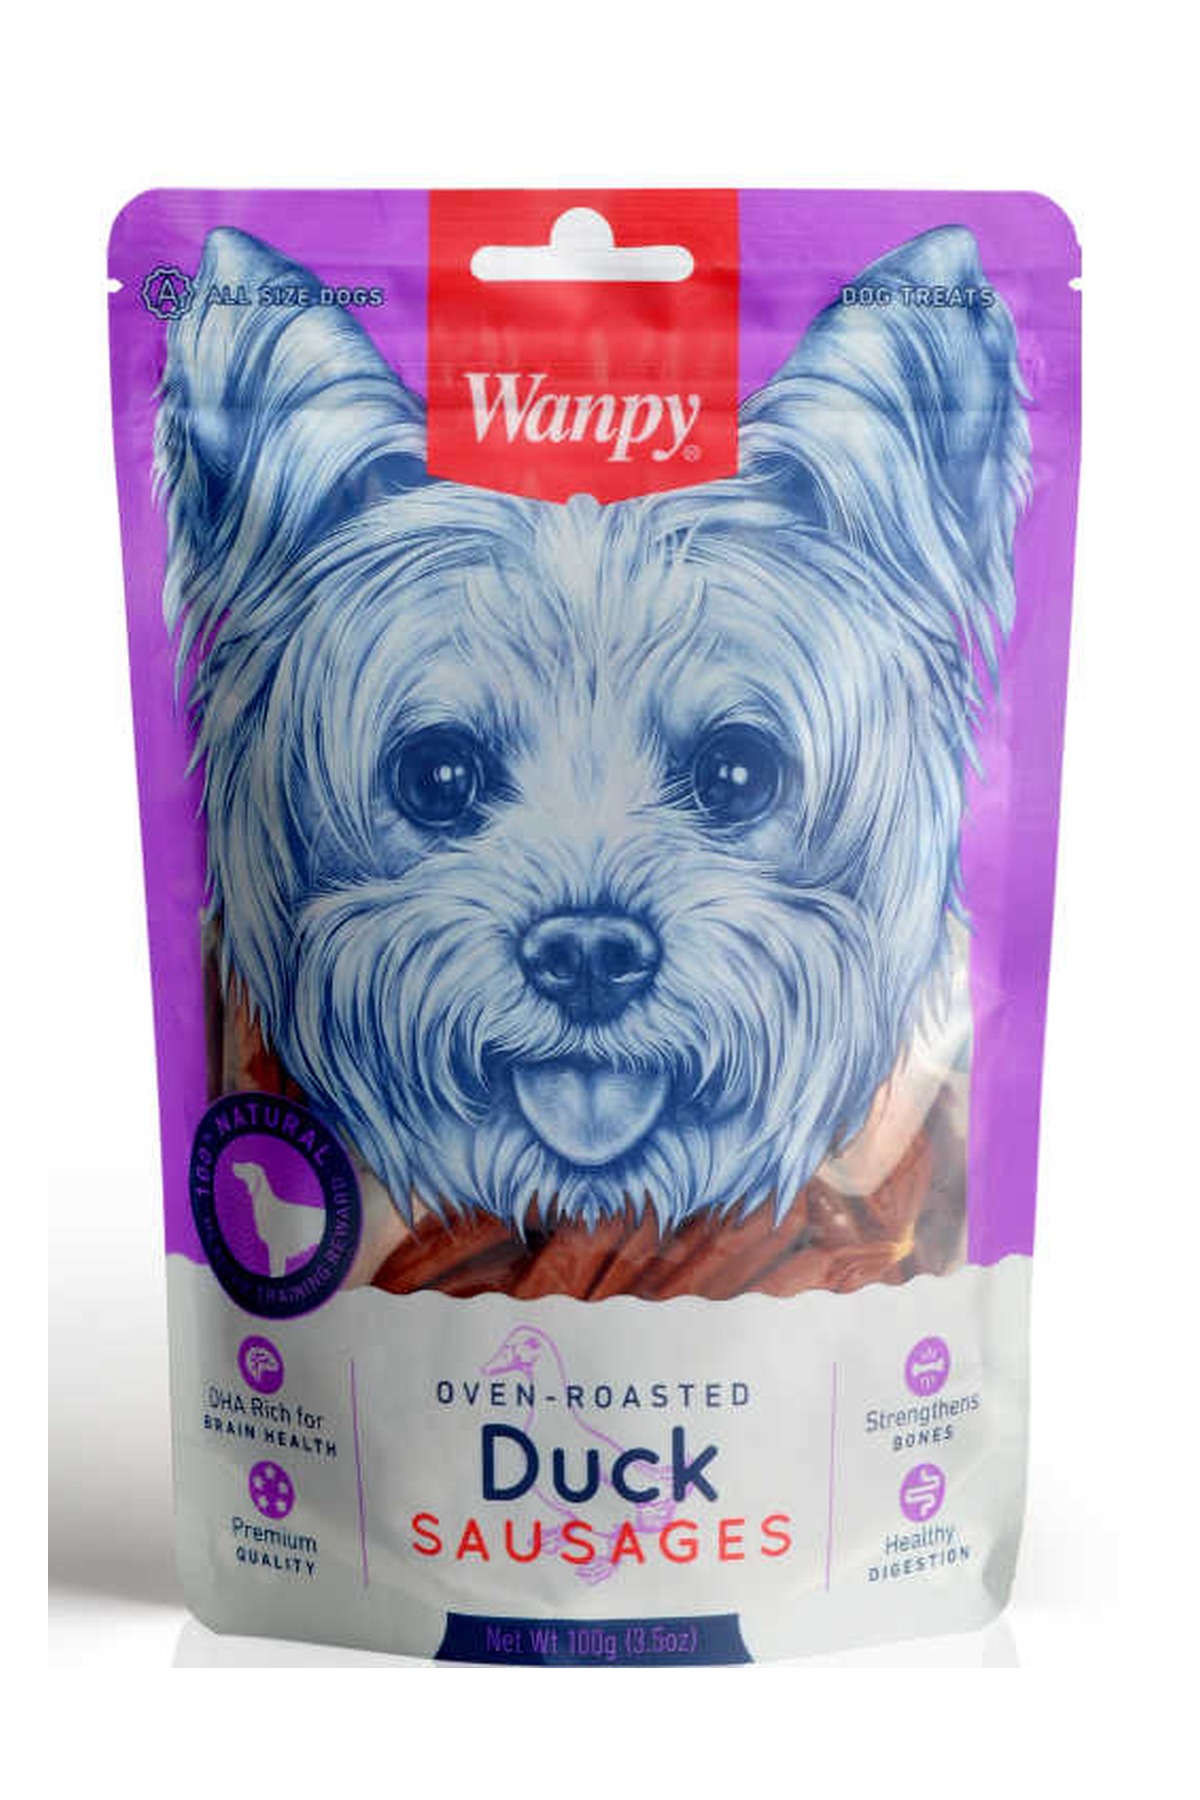 A ALL SIZE DOGS
DOG TREATS
Wanpy®
100% NATURAL
TRAINING REWARD
DHA Rich for
BRAIN HEALTH
Premium
QUALITY
OVEN-ROASTED
Duck
SAUSAGES
Strengthens
BONES
Healthy
DIGESTION
Net Wt 100g (3.5oz)